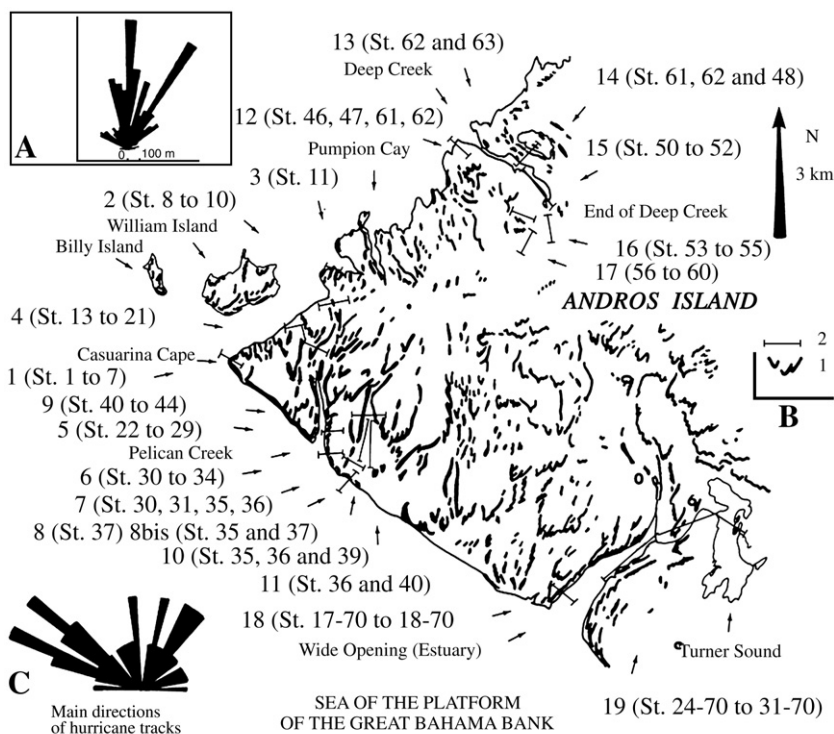 13 (St. 62 and 63)
Deep Creek
14 (St. 61, 62 and 48)
12 (St. 46, 47, 61, 62)
Pumpion Cay
A
0 100 m
N
3 km
15 (St. 50 to 52)
3 (St. 11)
2 (St. 8 to 10)
William Island
Billy Island
End of Deep Creek
16 (St. 53 to 55)
17 (56 to 60)
ANDROS ISLAND
4 (St. 13 to 21)
2
1
B
Casuarina Cape
1 (St. 1 to 7)
9 (St. 40 to 44)
5 (St. 22 to 29)
Pelican Creek
6 (St. 30 to 34)
7 (St. 30, 31, 35, 36)
8 (St. 37) 8bis (St. 35 and 37)
10 (St. 35, 36 and 39)
11 (St. 36 and 40)
18 (St. 17-70 to 18-70)
Wide Opening (Estuary)
Turner Sound
C
Main directions
of hurricane tracks
SEA OF THE PLATFORM
OF THE GREAT BAHAMA BANK
19 (St. 24-70 to 31-70)